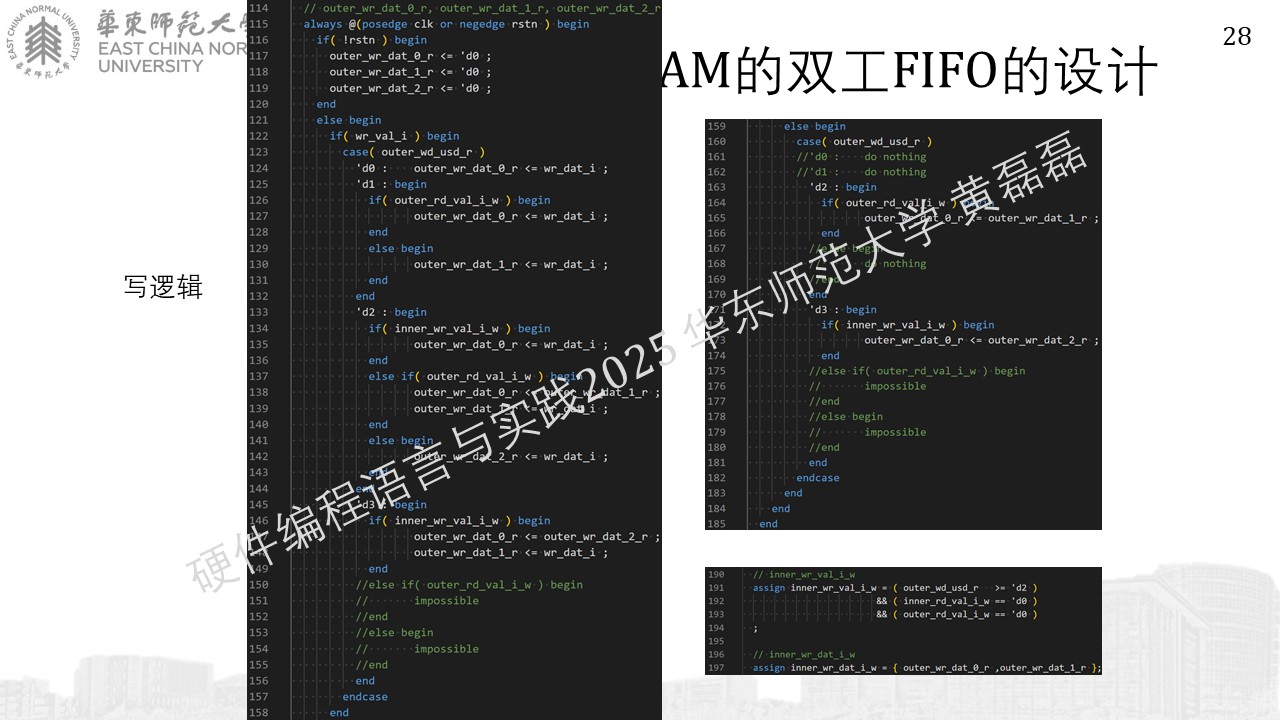 華東師範大學
EAST CHINA NOR
UNIVERSITY
28
AM的双工FIFO的设计
写逻辑
114 // outer_wr_dat_0_r, outer_wr_dat_1_r, outer_wr_dat_2_r
115 always @(posedge clk or negedge rstn ) begin
116 if( !rstn ) begin
117 outer_wr_dat_0_r <= 'd0 ;
118 outer_wr_dat_1_r <= 'd0 ;
119 outer_wr_dat_2_r <= 'd0 ;
120 end
121 else begin
122 if( wr_val_i ) begin
123 case( outer_wd_usd_r )
124 'd0 : outer_wr_dat_0_r <= wr_dat_i ;
125 'd1 : begin
126 if( outer_rd_val_i_w ) begin
127 outer_wr_dat_0_r <= wr_dat_i ;
128 end
129 else begin
130 outer_wr_dat_1_r <= wr_dat_i ;
131 end
132 end
133 'd2 : begin
134 if( inner_wr_val_i_w ) begin
135 outer_wr_dat_0_r <= wr_dat_i ;
136 end
137 else if( outer_rd_val_i_w ) begin
138 outer_wr_dat_0_r <= outer_wr_dat_1_r ;
139 outer_wr_dat_1_r <= wr_dat_i ;
140 end
141 else begin
142 outer_wr_dat_2_r <= wr_dat_i ;
143 end
144 end
145 'd3 : begin
146 if( inner_wr_val_i_w ) begin
147 outer_wr_dat_0_r <= outer_wr_dat_2_r ;
148 outer_wr_dat_1_r <= wr_dat_i ;
149 end
150 //else if( outer_rd_val_i_w ) begin
151 // impossible
152 //end
153 //else begin
154 // impossible
155 //end
156 end
157 endcase
158 end
159 else begin
160 case( outer_wd_usd_r )
161 //'d0 : do nothing
162 //'d1 : do nothing
163 'd2 : begin
164 if( outer_rd_val_i_w ) begin
165 outer_wr_dat_0_r <= outer_wr_dat_1_r ;
166 end
167 //else begin
168 // do nothing
169 //end
170 end
171 'd3 : begin
172 if( inner_wr_val_i_w ) begin
173 outer_wr_dat_0_r <= outer_wr_dat_2_r ;
174 end
175 //else if( outer_rd_val_i_w ) begin
176 // impossible
177 //end
178 //else begin
179 // impossible
180 //end
181 end
182 endcase
183 end
184 end
185 end
190 // inner_wr_val_i_w
191 assign inner_wr_val_i_w = ( outer_wd_usd_r >= 'd2 )
192 && ( inner_rd_val_i_w == 'd0 )
193 && ( outer_rd_val_i_w == 'd0 )
194 ;
195
196 // inner_wr_dat_i_w
197 assign inner_wr_dat_i_w = { outer_wr_dat_0_r ,outer_wr_dat_1_r };
硬件编程语言与实践2025 华东师范大学 黄磊磊